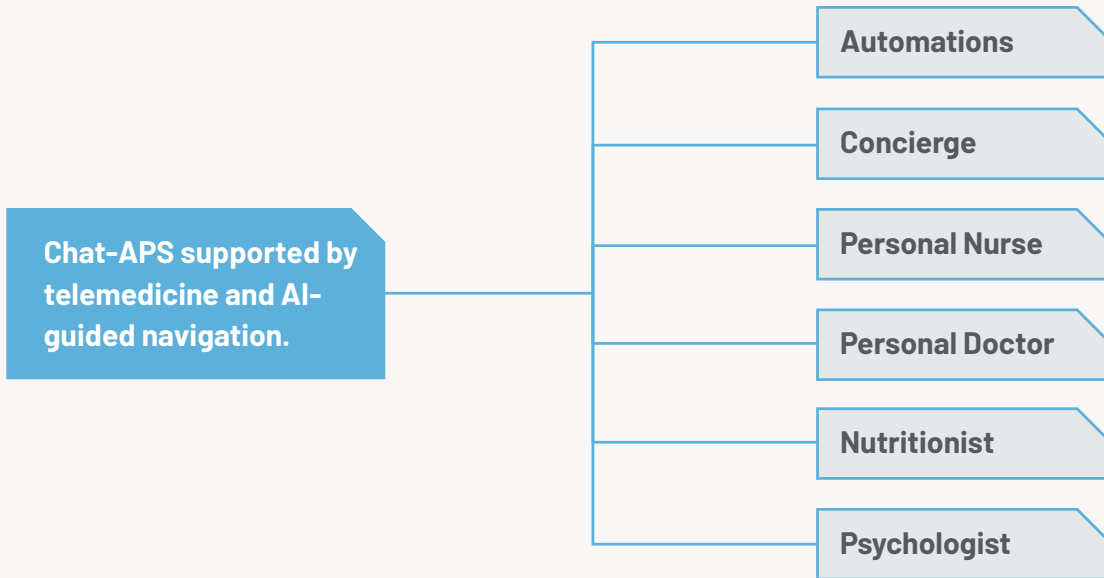 Automations
Concierge
Personal Nurse
Chat-APS supported by
telemedicine and AI-
guided navigation.
Personal Doctor
Nutritionist
Psychologist